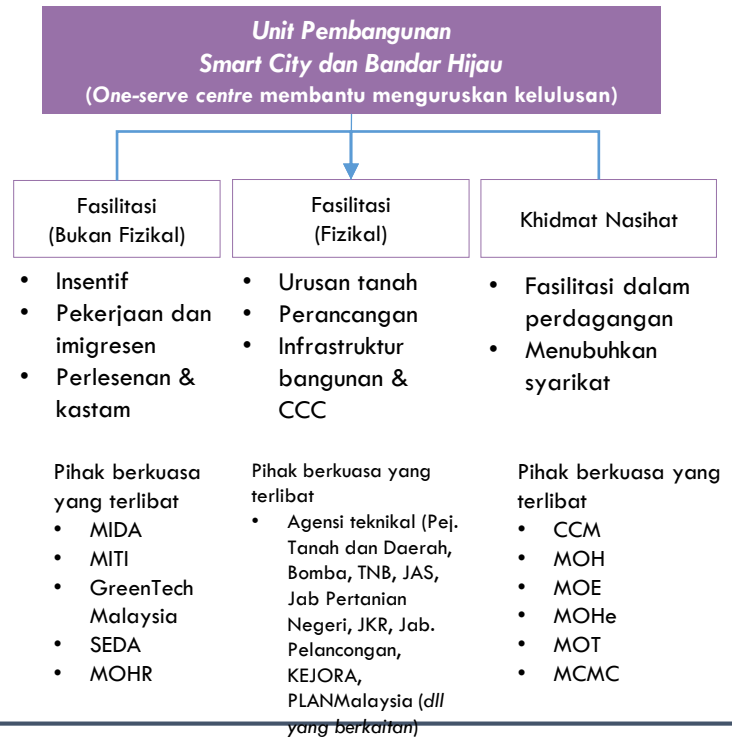 Unit Pembangunan
Smart City dan Bandar Hijau
(One-serve centre membantu menguruskan kelulusan)
Fasilitasi
(Bukan Fizikal)
• Insentif
• Pekerjaan dan
imigresen
• Perlesenan &
kastam
Pihak berkuasa
yang terlibat
• MIDA
• MITI
• GreenTech
Malaysia
• SEDA
• MOHR
Fasilitasi
(Fizikal)
• Urusan tanah
• Perancangan
• Infrastruktur
bangunan &
CCC
Pihak berkuasa yang
terlibat
• Agensi teknikal (Pej.
Tanah dan Daerah,
Bomba, TNB, JAS,
Jab Pertanian
Negeri, JKR, Jab.
Pelancongan,
KEJORA,
PLANMalaysia (dll
yang berkaitan)
Khidmat Nasihat
• Fasilitasi dalam
perdagangan
• Menubuhkan
syarikat
Pihak berkuasa yang
terlibat
• CCM
• MOH
• MOE
• MOHe
• MOT
• MCMC